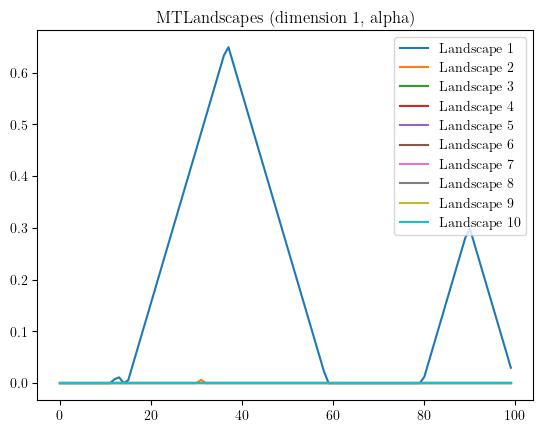 MTLandscapes (dimension 1, alpha)
Landscape 1
Landscape 2
Landscape 3
Landscape 4
Landscape 5
Landscape 6
Landscape 7
Landscape 8
Landscape 9
Landscape 10
0.6
0.5
0.4
0.3
0.2
0.1
0.0
0 20 40 60 80 100